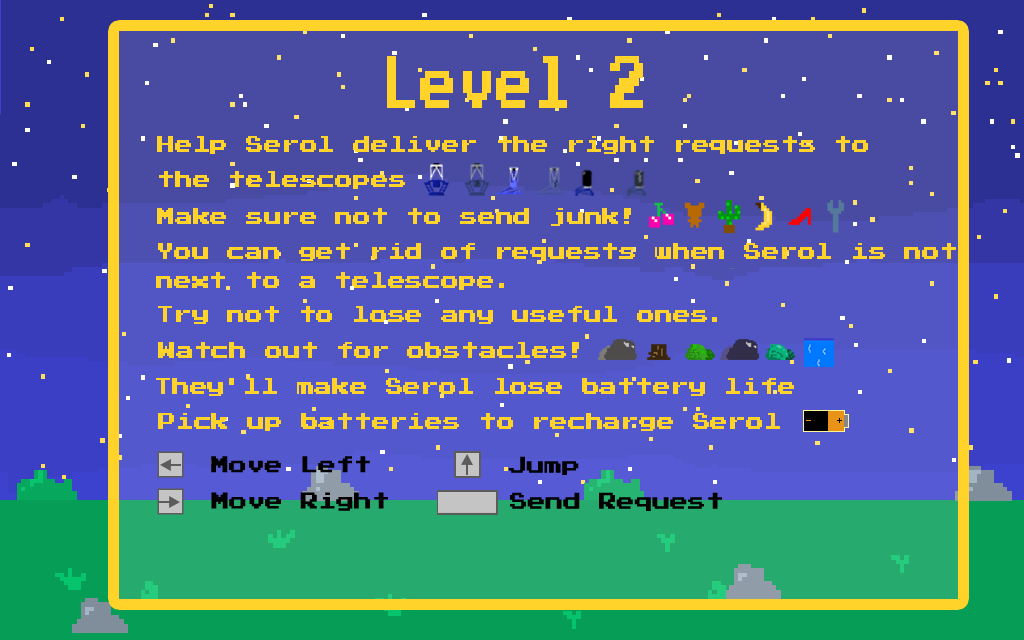 Level 2
Help Serol deliver the right requests to
the telescopes
Make sure not to send junk!
You can get rid of requests when Serol is not
next to a telescope.
Try not to lose any useful ones.
Watch out for obstacles!
They'll make Serol lose battery life
Pick up batteries to recharge Serol
Move Left Jump
Move Right Send Request